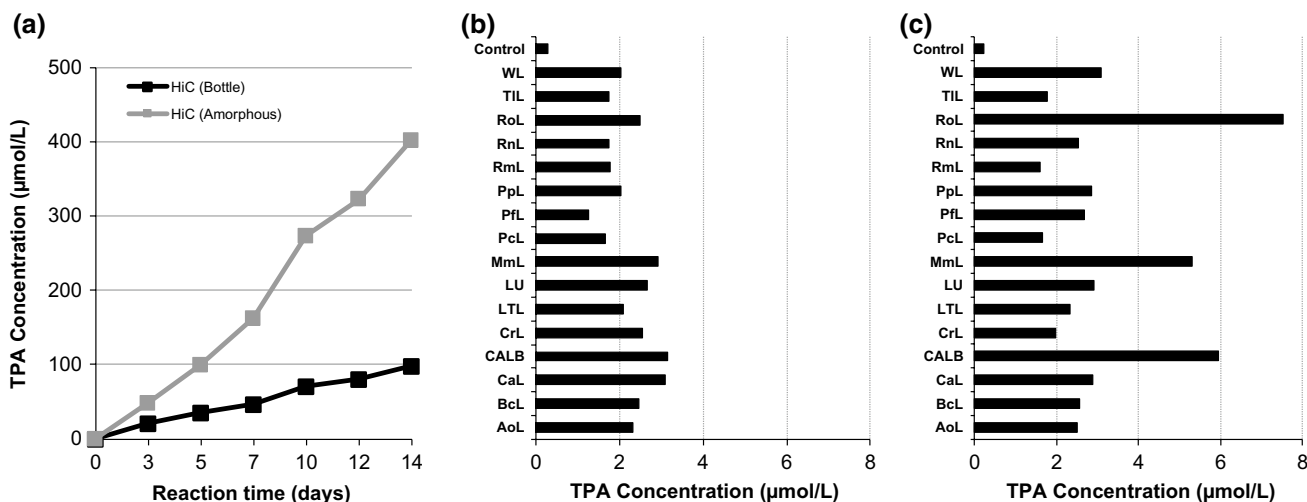 (a)
TPA Concentration (µmol/L)
500
400
300
200
100
0
HiC (Bottle)
HiC (Amorphous)
0 3 5 7 10 12 14
Reaction time (days)
(b)
Control
WL
TlL
RoL
RnL
RmL
PpL
PfL
PcL
MmL
LU
LTL
CrL
CALB
CaL
BcL
AoL
0 2 4 6 8
TPA Concentration (µmol/L)
(c)
Control
WL
TlL
RoL
RnL
RmL
PpL
PfL
PcL
MmL
LU
LTL
CrL
CALB
CaL
BcL
AoL
0 2 4 6 8
TPA Concentration (µmol/L)